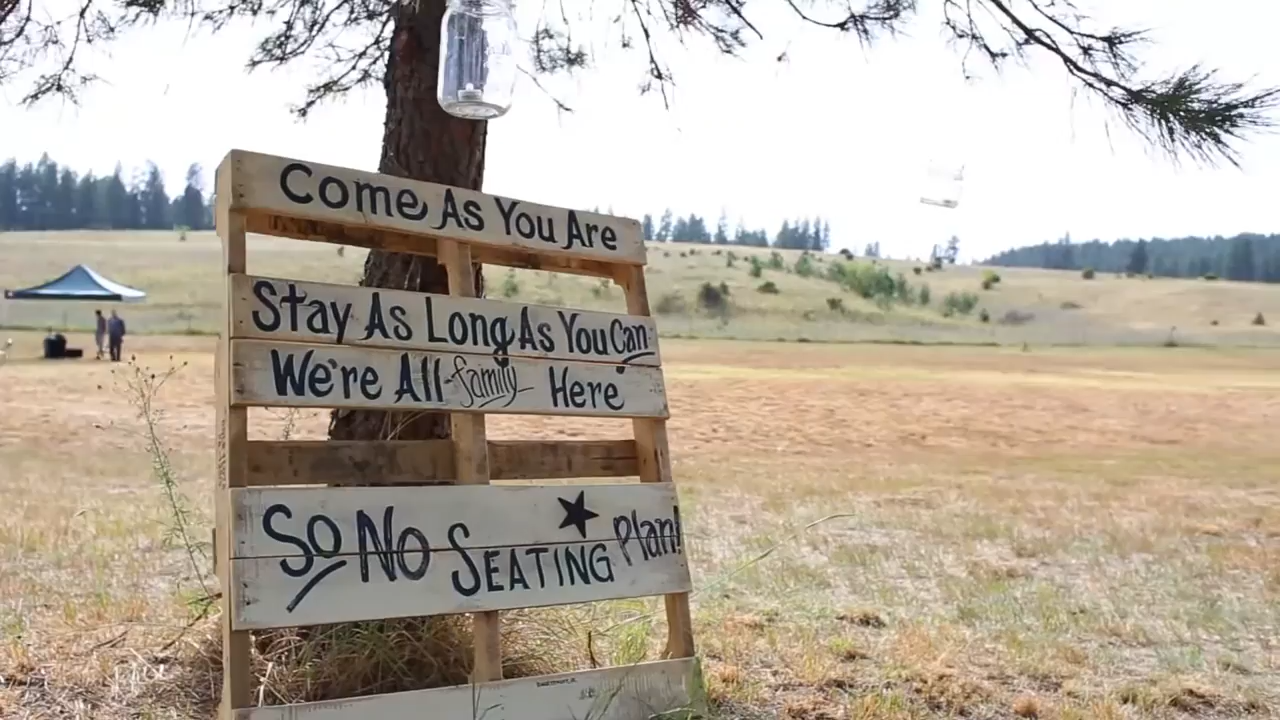 Come As You Are
Stay As Long As You Can
We're All family Here
So No Seating Plan!